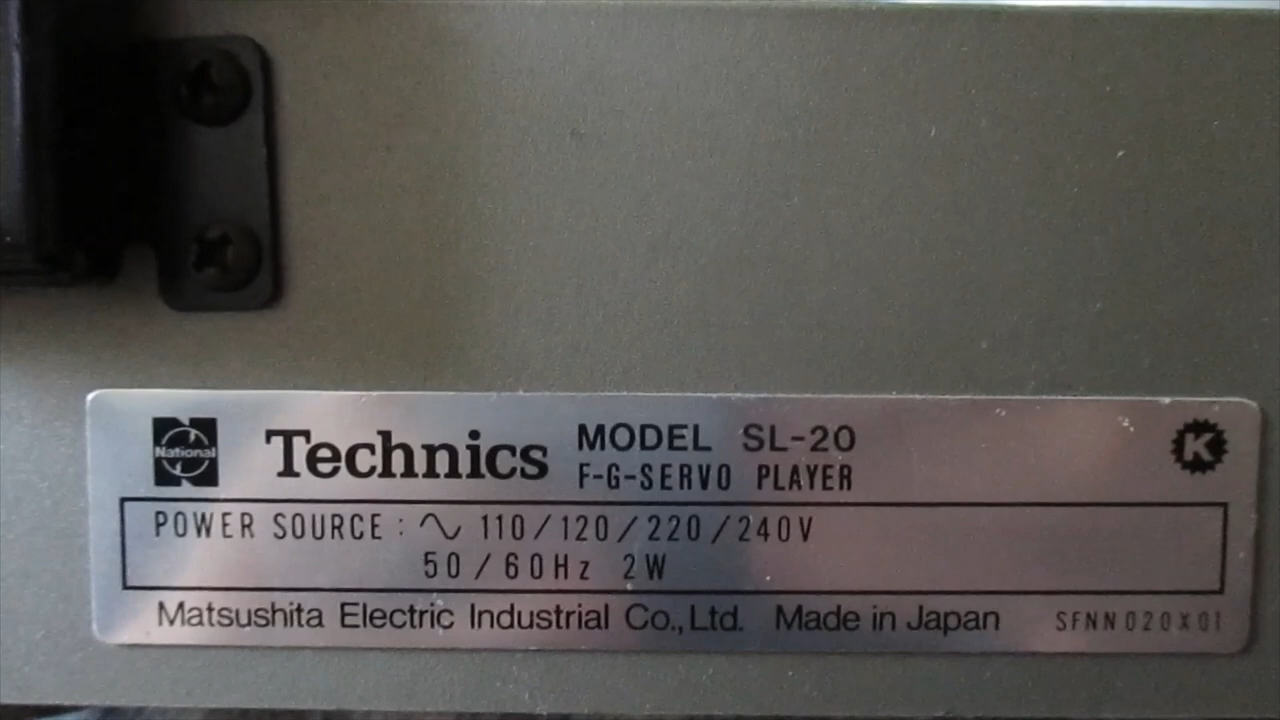 National Technics MODEL SL-20
F-G-SERVO PLAYER
K
POWER SOURCE : ∿ 110/120/220/240V
50/60Hz 2W
Matsushita Electric Industrial Co.,Ltd. Made in Japan SFNN020X01